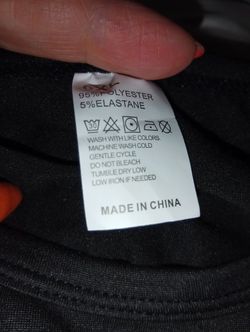 95% POLYESTER
5%ELASTANE
WASH WITH LIKE COLORS
MACHINE WASH COLD
GENTLE CYCLE
DO NOT BLEACH
TUMBLE DRY LOW
LOW IRON IF NEEDED
MADE IN CHINA